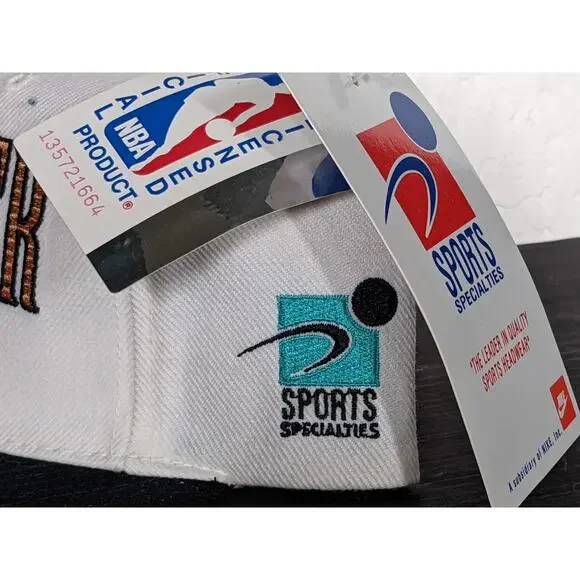 OFFICIAL LICENSED
NBA
PRODUCT®
135721664
SPORTS
SPECIALTIES
"THE LEADER IN QUALITY
SPORTS HEADWEAR"
A subsidiary of NIKE, Inc.
SPORTS
SPECIALTIES